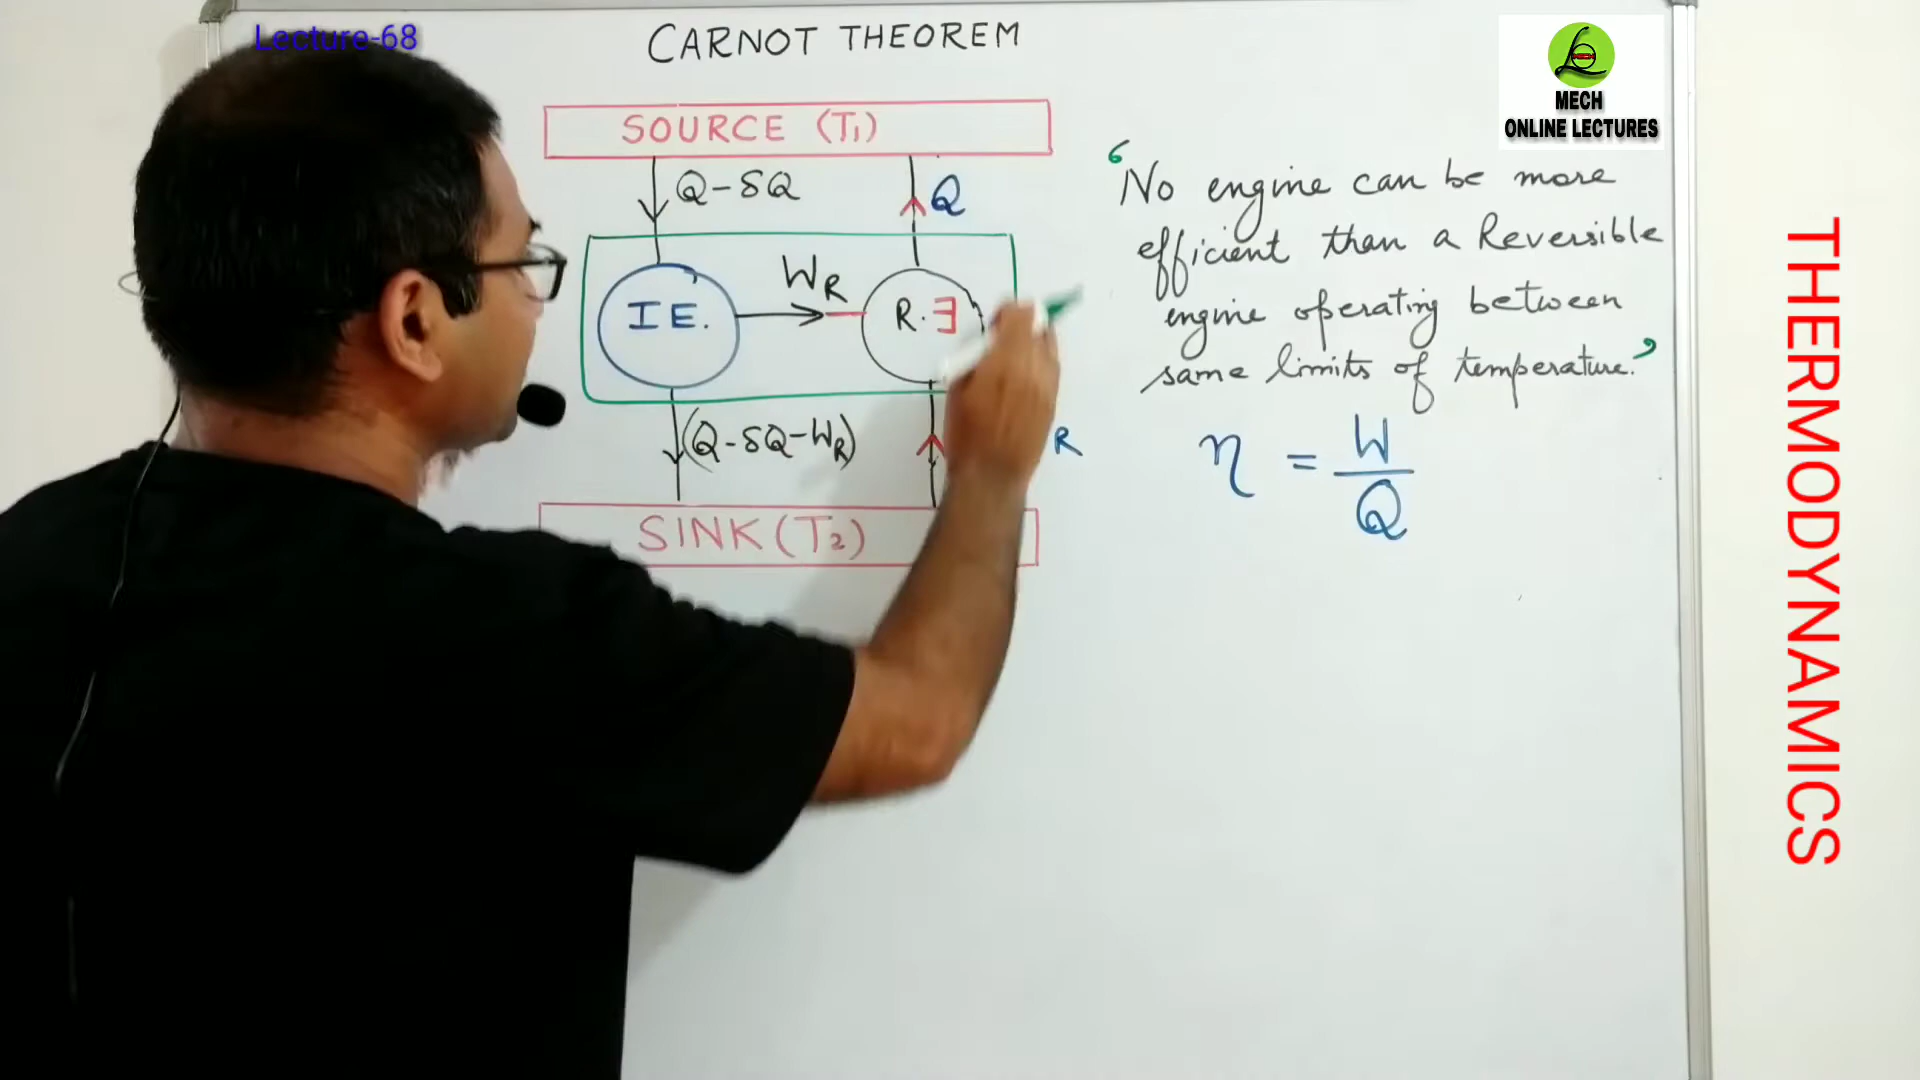 Lecture-68
CARNOT THEOREM
MECH
ONLINE LECTURES
SOURCE (T1)
Q-δQ
Q
WR
I E.
R.Ǝ
(Q-δQ-WR)
R
SINK (T2)
‘No engine can be more
efficient than a Reversible
engine operating between
same limits of temperature.’
η = W/Q
THERMODYNAMICS